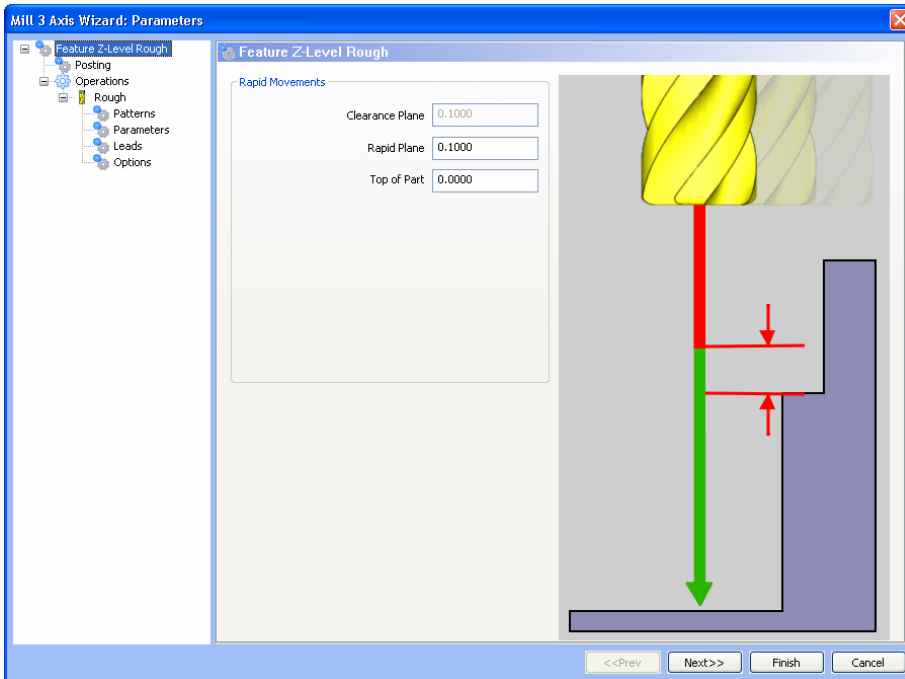 Mill 3 Axis Wizard: Parameters
Feature Z-Level Rough
Posting
Operations
Rough
Patterns
Parameters
Leads
Options
Feature Z-Level Rough
Rapid Movements
Clearance Plane 0.1000
Rapid Plane 0.1000
Top of Part 0.0000
<<Prev Next>> Finish Cancel